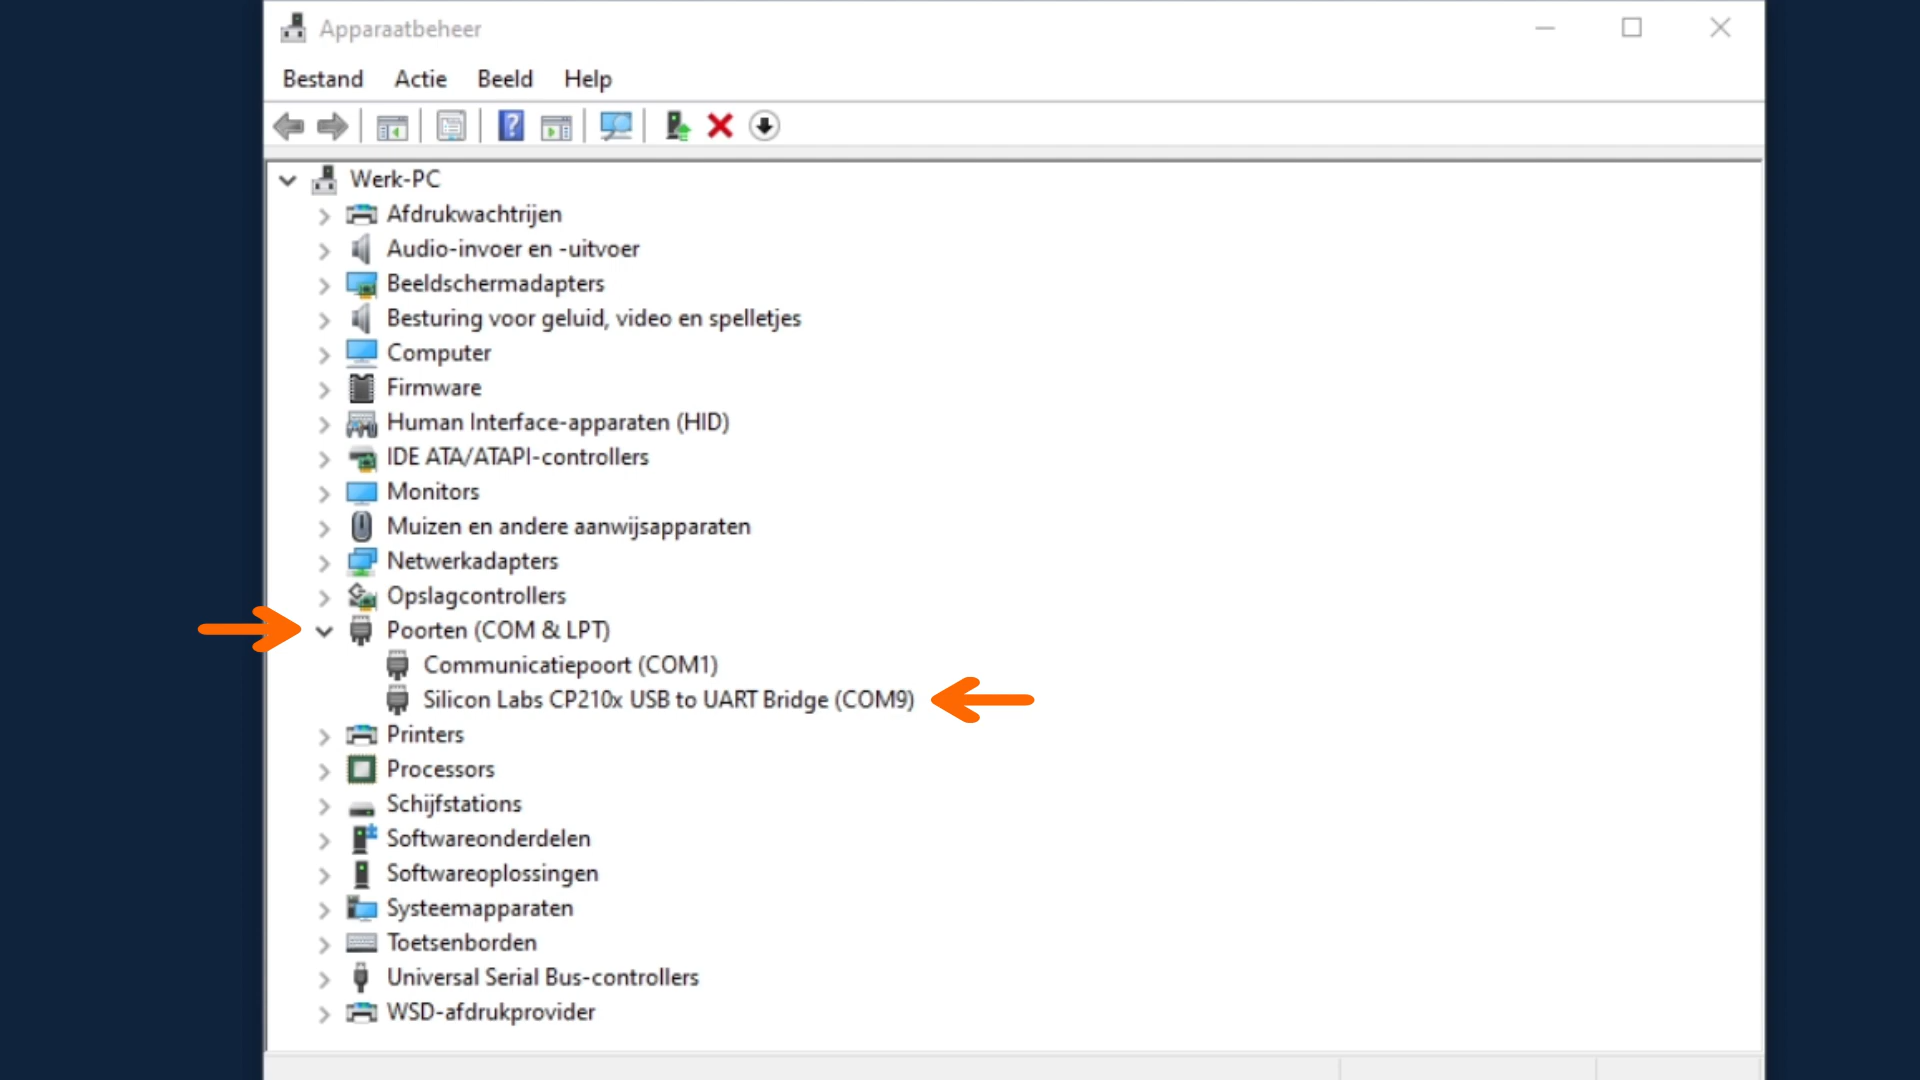 Apparaatbeheer
Bestand Actie Beeld Help
Werk-PC
Afdrukwachtrijen
Audio-invoer en -uitvoer
Beeldschermadapters
Besturing voor geluid, video en spelletjes
Computer
Firmware
Human Interface-apparaten (HID)
IDE ATA/ATAPI-controllers
Monitors
Muizen en andere aanwijsapparaten
Netwerkadapters
Opslagcontrollers
Poorten (COM & LPT)
Communicatiepoort (COM1)
Silicon Labs CP210x USB to UART Bridge (COM9)
Printers
Processors
Schijfstations
Softwareonderdelen
Softwareoplossingen
Systeemapparaten
Toetsenborden
Universal Serial Bus-controllers
WSD-afdrukprovider